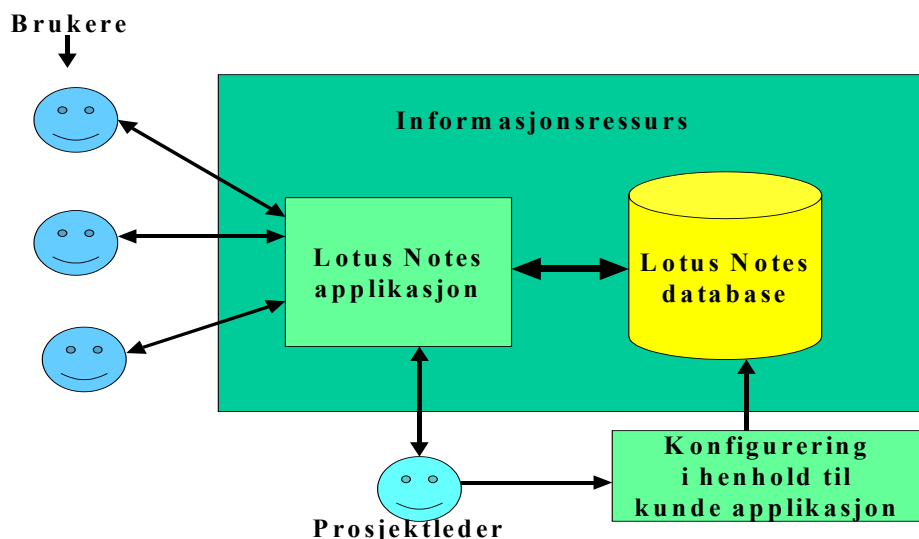 Brukere
Informasjonsressurs
Lotus Notes
applikasjon
Lotus Notes
database
Konfigurering
i henhold til
kunde applikasjon
Prosjektleder